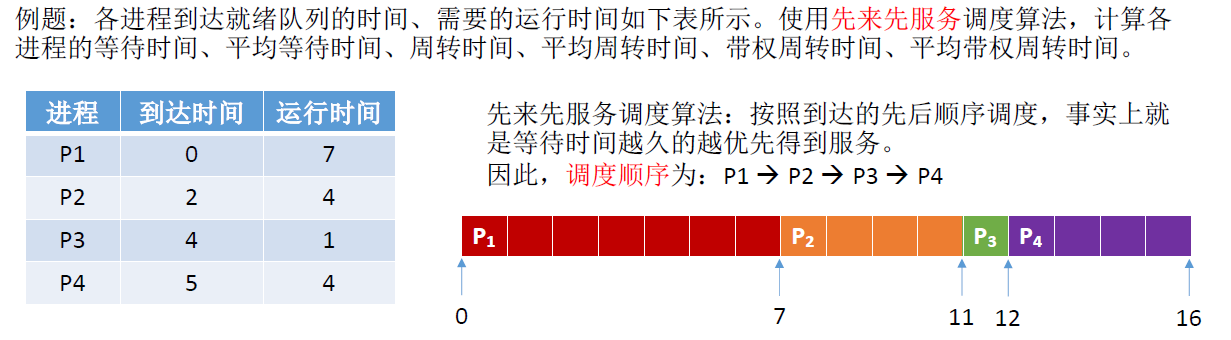 例题：各进程到达就绪队列的时间、需要的运行时间如下表所示。使用先来先服务调度算法，计算各
进程的等待时间、平均等待时间、周转时间、平均周转时间、带权周转时间、平均带权周转时间。
进程 到达时间 运行时间
P1 0 7
P2 2 4
P3 4 1
P4 5 4
先来先服务调度算法：按照到达的先后顺序调度，事实上就
是等待时间越久的越优先得到服务。
因此，调度顺序为：P1 → P2 → P3 → P4
P₁ P₂ P₃ P₄
0 7 11 12 16